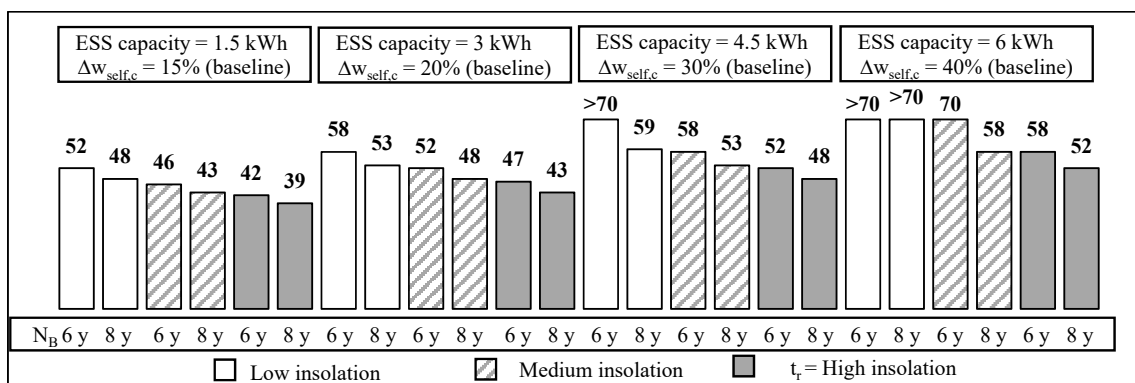 ESS capacity = 1.5 kWh
Δw_self,c = 15% (baseline)
ESS capacity = 3 kWh
Δw_self,c = 20% (baseline)
ESS capacity = 4.5 kWh
Δw_self,c = 30% (baseline)
ESS capacity = 6 kWh
Δw_self,c = 40% (baseline)
52 48 46 43 42 39 58 53 52 48 47 43 >70 59 58 53 52 48 >70 >70 70 58 58 52
N_B 6 y 8 y 6 y 8 y 6 y 8 y 6 y 8 y 6 y 8 y 6 y 8 y 6 y 8 y 6 y 8 y 6 y 8 y 6 y 8 y 6 y 8 y 6 y 8 y
Low insolation Medium insolation t_r = High insolation